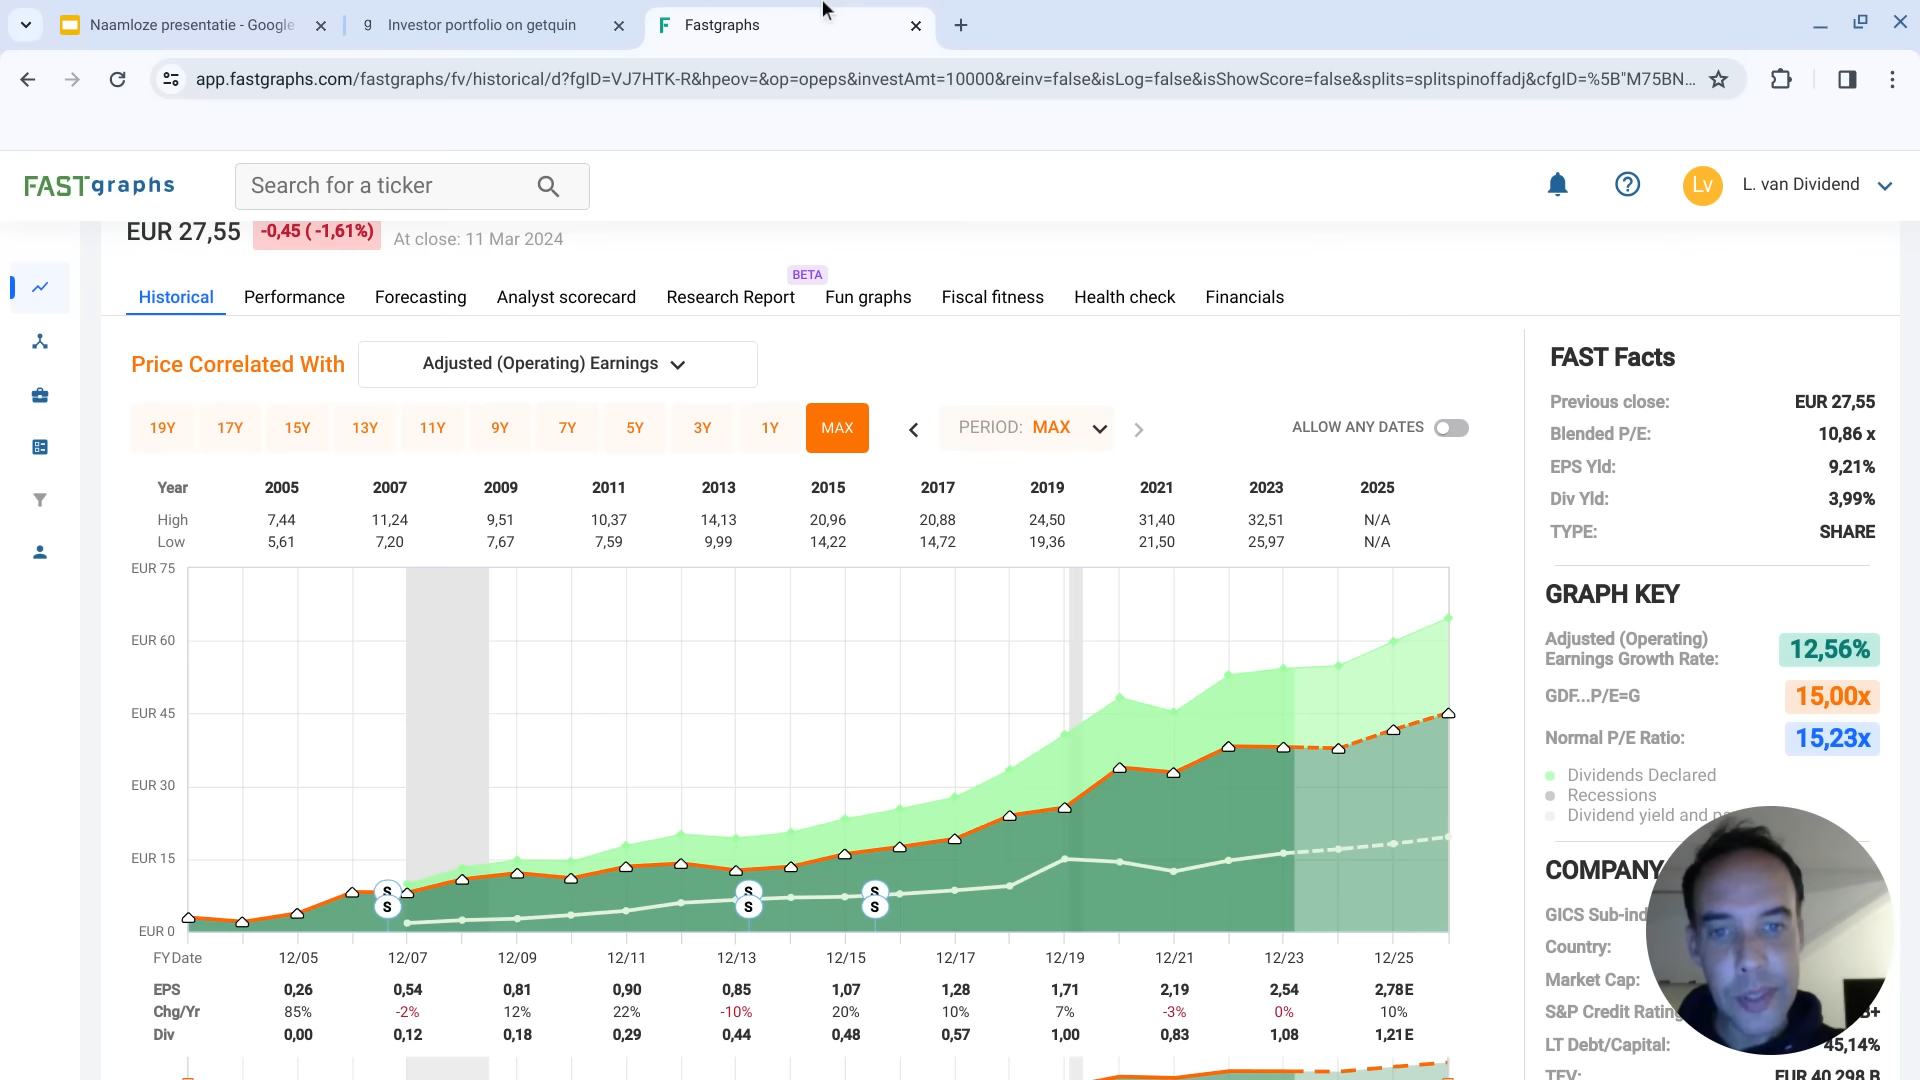 Naamloze presentatie - Google
g Investor portfolio on getquin
Fastgraphs
app.fastgraphs.com/fastgraphs/fv/historical/d?fgID=VJ7HTK-R&hpeov=&op=opeps&investAmt=10000&reinv=false&isLog=false&isShowScore=false&splits=splitspinoffadj&cfgID=%5B"M75BN...
FASTgraphs
Search for a ticker
Lv L. van Dividend
EUR 27,55 -0,45 ( -1,61%) At close: 11 Mar 2024
BETA
Historical Performance Forecasting Analyst scorecard Research Report Fun graphs Fiscal fitness Health check Financials
Price Correlated With Adjusted (Operating) Earnings
19Y 17Y 15Y 13Y 11Y 9Y 7Y 5Y 3Y 1Y MAX PERIOD: MAX ALLOW ANY DATES
Year 2005 2007 2009 2011 2013 2015 2017 2019 2021 2023 2025
High 7,44 11,24 9,51 10,37 14,13 20,96 20,88 24,50 31,40 32,51 N/A
Low 5,61 7,20 7,67 7,59 9,99 14,22 14,72 19,36 21,50 25,97 N/A
EUR 75
EUR 60
EUR 45
EUR 30
EUR 15
EUR 0
S S S
S S S
FYDate 12/05 12/07 12/09 12/11 12/13 12/15 12/17 12/19 12/21 12/23 12/25
EPS 0,26 0,54 0,81 0,90 0,85 1,07 1,28 1,71 2,19 2,54 2,78E
Chg/Yr 85% -2% 12% 22% -10% 20% 10% 7% -3% 0% 10%
Div 0,00 0,12 0,18 0,29 0,44 0,48 0,57 1,00 0,83 1,08 1,21E
FAST Facts
Previous close: EUR 27,55
Blended P/E: 10,86 x
EPS Yld: 9,21%
Div Yld: 3,99%
TYPE: SHARE
GRAPH KEY
Adjusted (Operating)
Earnings Growth Rate: 12,56%
GDF...P/E=G 15,00x
Normal P/E Ratio: 15,23x
Dividends Declared
Recessions
Dividend yield and
COMPANY
GICS Sub-ind
Country:
Market Cap:
S&P Credit Rating
LT Debt/Capital: 45,14%
TEV: EUR 40.298 B